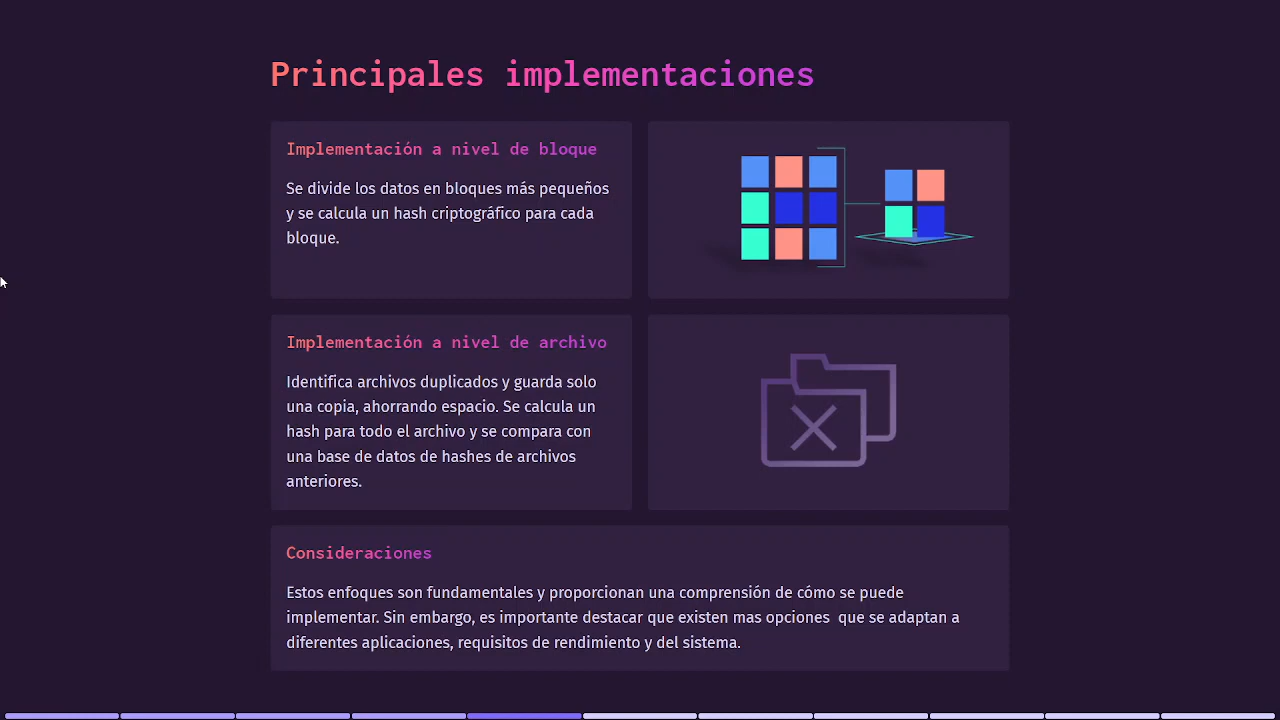 Principales implementaciones
Implementación a nivel de bloque
Se divide los datos en bloques más pequeños
y se calcula un hash criptográfico para cada
bloque.
Implementación a nivel de archivo
Identifica archivos duplicados y guarda solo
una copia, ahorrando espacio. Se calcula un
hash para todo el archivo y se compara con
una base de datos de hashes de archivos
anteriores.
Consideraciones
Estos enfoques son fundamentales y proporcionan una comprensión de cómo se puede
implementar. Sin embargo, es importante destacar que existen mas opciones  que se adaptan a
diferentes aplicaciones, requisitos de rendimiento y del sistema.